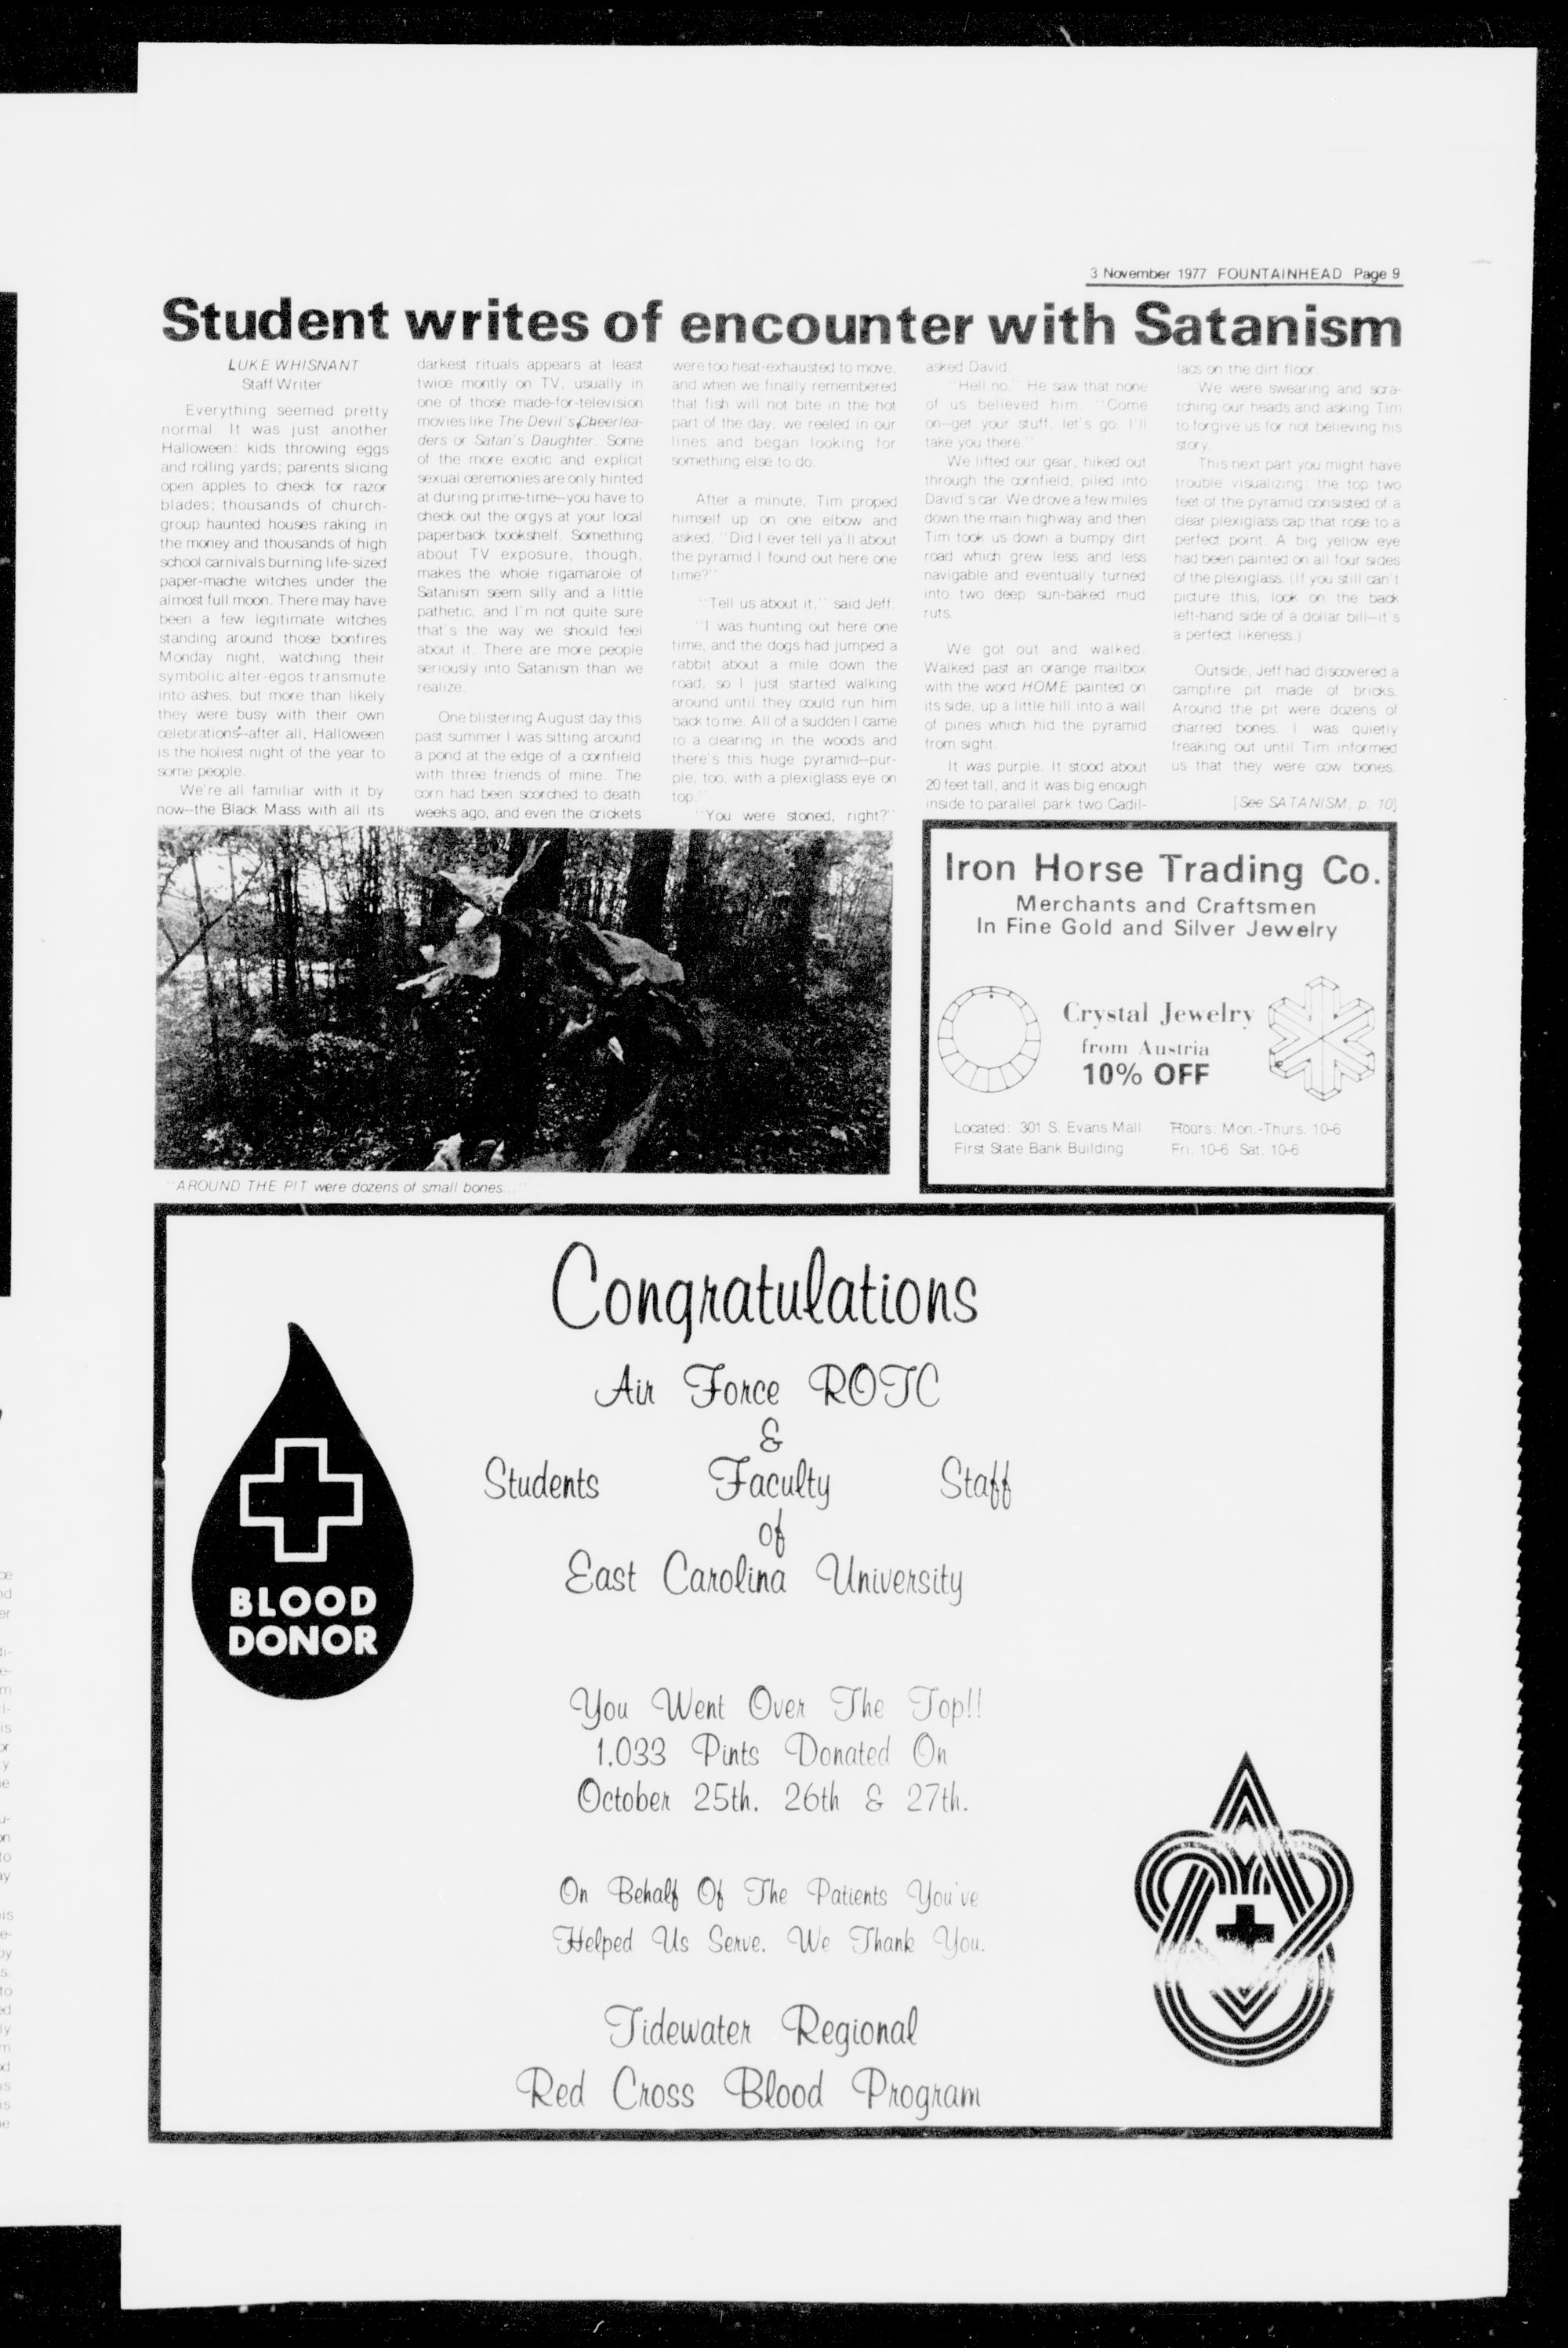 3 November 1977 FOUNTAINHEAD Page 9
Student writes of encounter with Satanism
LUKE WHISNANT
Staff Writer
Everything seemed pretty
normal. It was just another
Halloween: kids throwing eggs
and rolling yards; parents slicing
open apples to check for razor
blades; thousands of church-
group haunted houses raking in
the money and thousands of high
school carnivals burning life-sized
paper-mache witches under the
almost full moon. There may have
been a few legitimate witches
standing around those bonfires
Monday night, watching their
symbolic alter-egos transmute
into ashes, but more than likely
they were busy with their own
celebrations--after all, Halloween
is the holiest night of the year to
some people.
We're all familiar with it by
now--the Black Mass with all its
darkest rituals appears at least
twice montly on TV, usually in
one of those made-for-television
movies like The Devil's Cheerlea-
ders or Satan's Daughter. Some
of the more exotic and explicit
sexual ceremonies are only hinted
at during prime-time--you have to
check out the orgys at your local
paperback bookshelf. Something
about TV exposure, though,
makes the whole rigamarole of
Satanism seem silly and a little
pathetic, and I'm not quite sure
that's the way we should feel
about it. There are more people
seriously into Satanism than we
realize.
One blistering August day this
past summer I was sitting around
a pond at the edge of a cornfield
with three friends of mine. The
corn had been scorched to death
weeks ago, and even the crickets
were too heat-exhausted to move,
and when we finally remembered
that fish will not bite in the hot
part of the day, we reeled in our
lines and began looking for
something else to do.
After a minute, Tim proped
himself up on one elbow and
asked, "Did I ever tell ya'll about
the pyramid I found out here one
time?"
"Tell us about it," said Jeff.
"I was hunting out here one
time, and the dogs had jumped a
rabbit about a mile down the
road, so I just started walking
around until they could run him
back to me. All of a sudden I came
to a clearing in the woods and
there's this huge pyramid--pur-
ple, too, with a plexiglass eye on
top."
"You were stoned, right?"
asked David.
"Hell no." He saw that none
of us believed him. "Come
on--get your stuff, let's go. I'll
take you there."
We lifted our gear, hiked out
through the cornfield, piled into
David's car. We drove a few miles
down the main highway and then
Tim took us down a bumpy dirt
road which grew less and less
navigable and eventually turned
into two deep sun-baked mud
ruts.
We got out and walked.
Walked past an orange mailbox
with the word HOME painted on
its side, up a little hill into a wall
of pines which hid the pyramid
from sight.
It was purple. It stood about
20 feet tall, and it was big enough
inside to parallel park two Cadil-
lacs on the dirt floor.
We were swearing and scra-
tching our heads and asking Tim
to forgive us for not believing his
story.
This next part you might have
trouble visualizing: the top two
feet of the pyramid consisted of a
clear plexiglass cap that rose to a
perfect point. A big yellow eye
had been painted on all four sides
of the plexiglass. (If you still can't
picture this, look on the back
left-hand side of a dollar bill--it's
a perfect likeness.)
Outside, Jeff had discovered a
campfire pit made of bricks.
Around the pit were dozens of
charred bones. I was quietly
freaking out until Tim informed
us that they were cow bones.
[See SATANISM, p. 10]
"AROUND THE PIT were dozens of small bones..."
Iron Horse Trading Co.
Merchants and Craftsmen
In Fine Gold and Silver Jewelry
Crystal Jewelry
from Austria
10% OFF
Located: 301 S. Evans Mall
First State Bank Building
Hours: Mon.-Thurs. 10-6
Fri. 10-6 Sat. 10-6
Congratulations
Air Force ROTC
&
Students Faculty Staff
of
East Carolina University
BLOOD
DONOR
You Went Over The Top!!
1,033 Pints Donated On
October 25th, 26th & 27th.
On Behalf Of The Patients You've
Helped Us Serve, We Thank You.
Tidewater Regional
Red Cross Blood Program